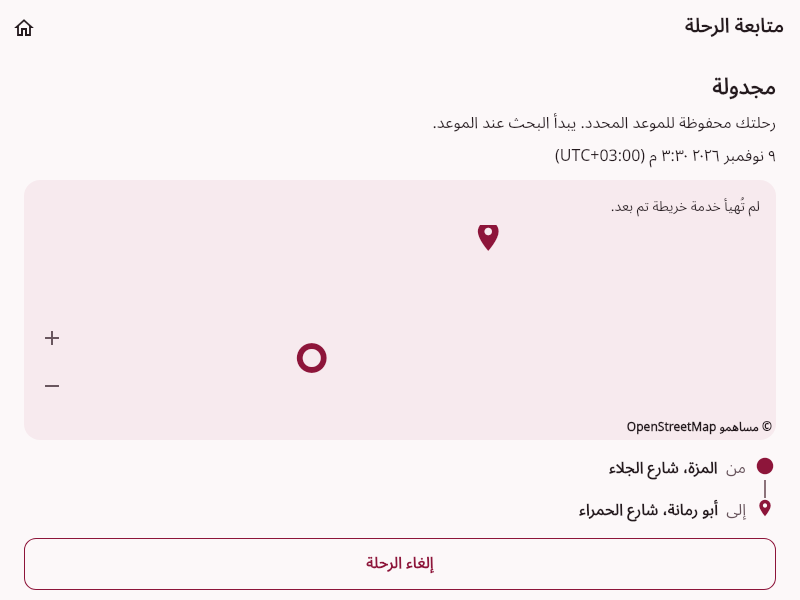 متابعة الرحلة
مجدولة
رحلتك محفوظة للموعد المحدد. يبدأ البحث عند الموعد.
٩ نوفمبر ٢٠٢٦ ٣:٣٠ م (UTC+03:00)
لم تُهيأ خدمة خريطة تم بعد.
© مساهمو OpenStreetMap
من المزة، شارع الجلاء
إلى أبو رمانة، شارع الحمراء
إلغاء الرحلة